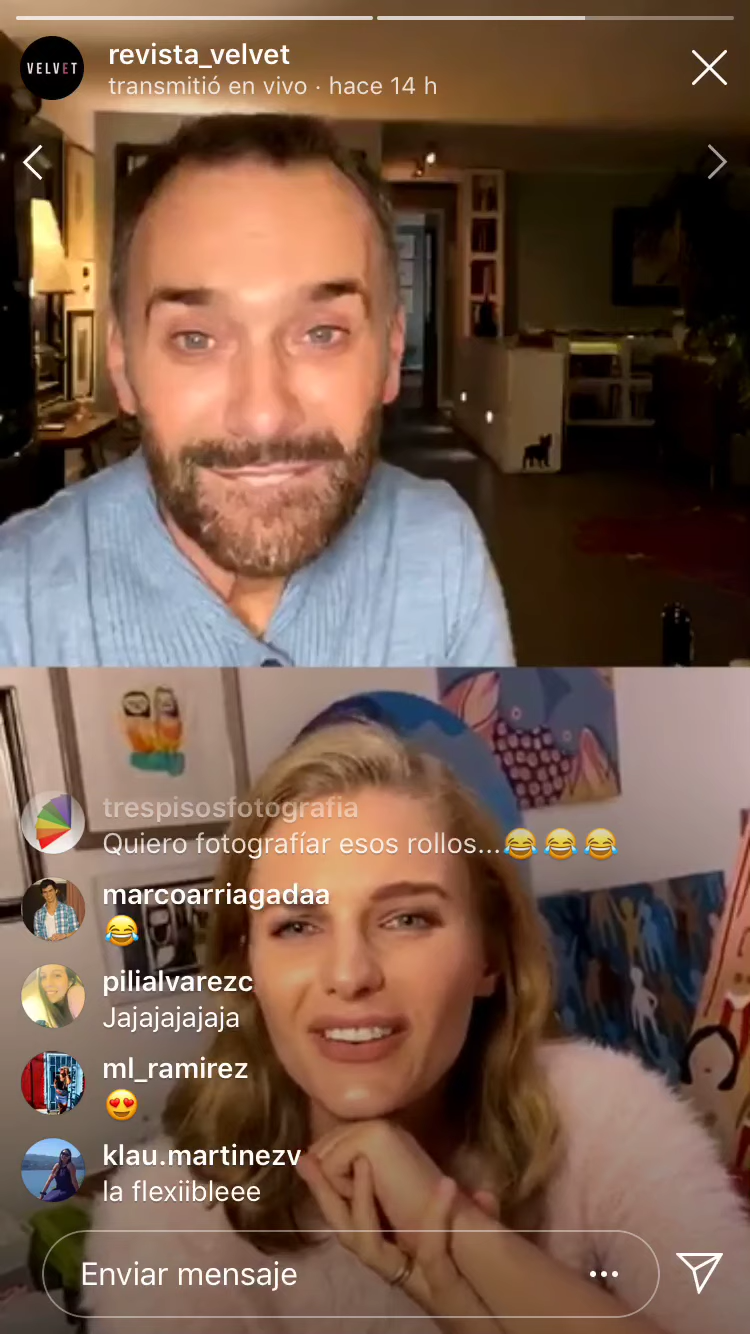 VELVET
revista_velvet
transmitió en vivo · hace 14 h
trespisosfotografia
Quiero fotografíar esos rollos...😂😂😂
marcoarriagadaa
😂
pilialvarezc
Jajajajajaja
ml_ramirez
😍
klau.martinezv
la flexiibleee
Enviar mensaje